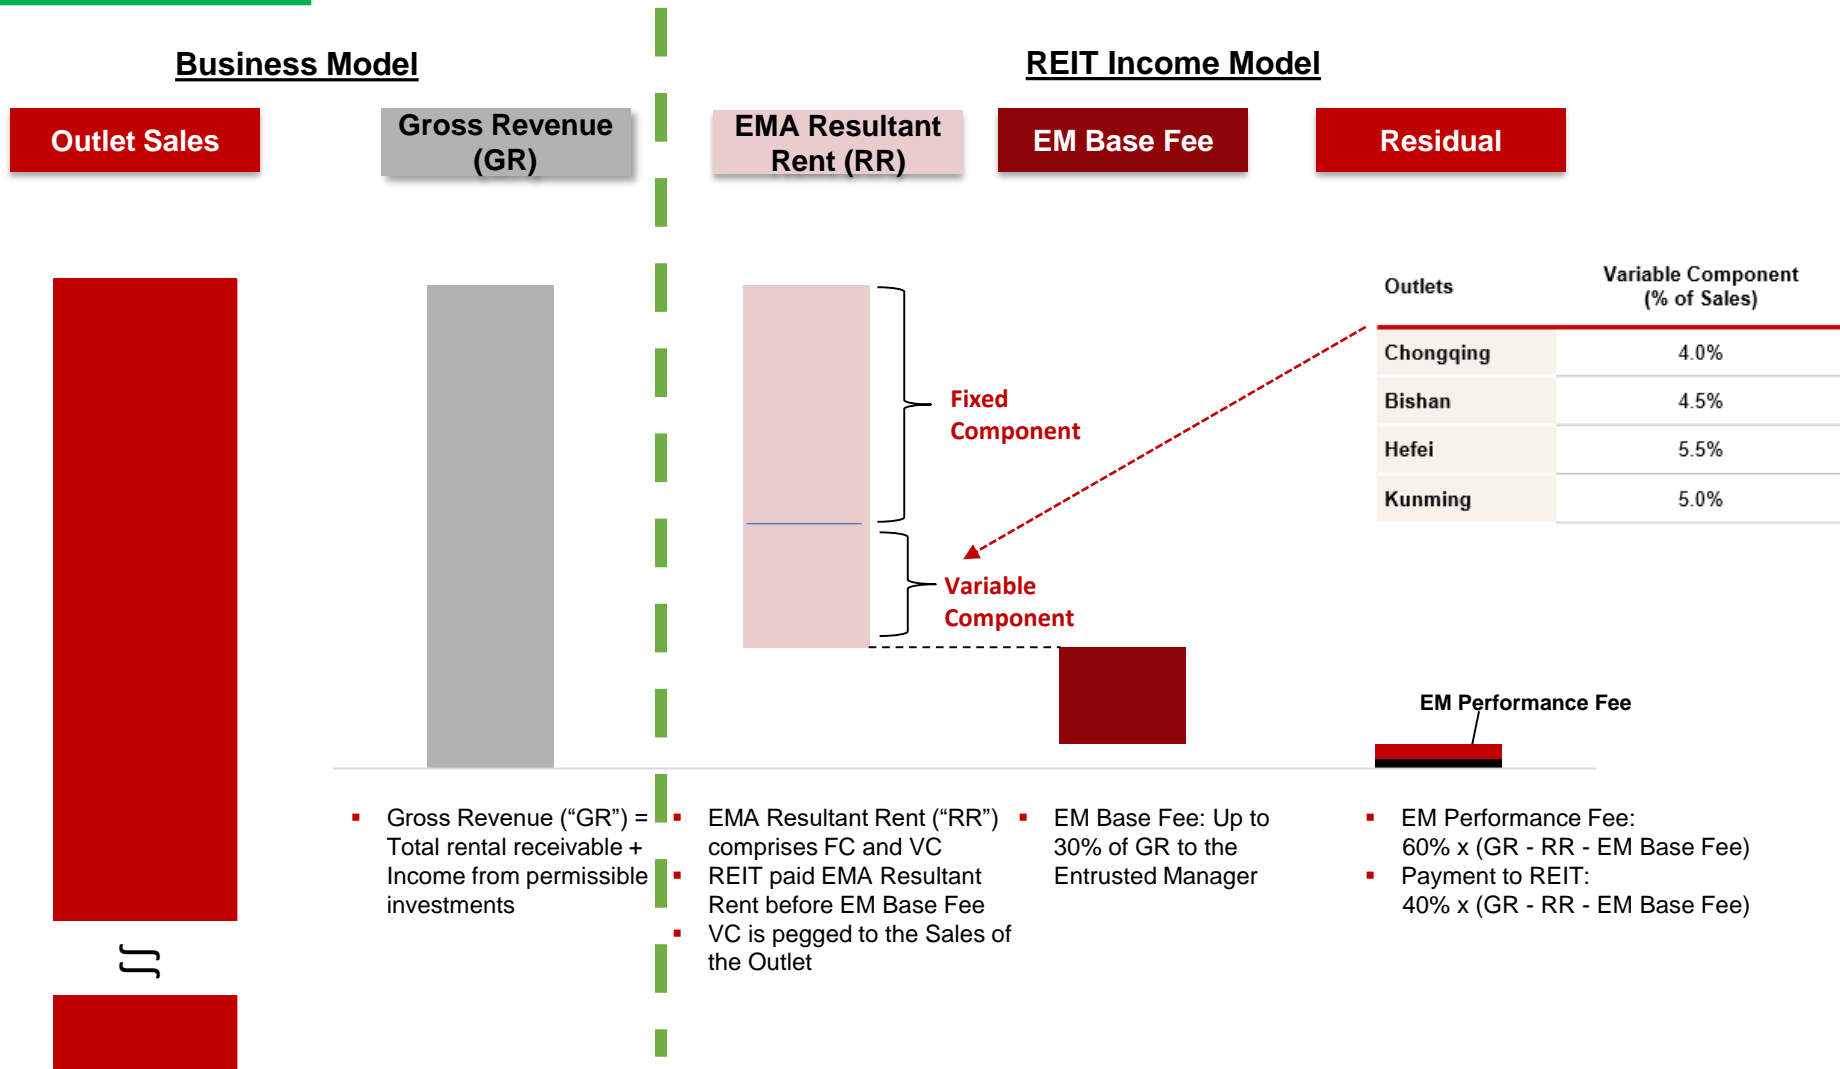 Business Model
REIT Income Model
Outlet Sales
Gross Revenue
(GR)
EMA Resultant
Rent (RR)
EM Base Fee
Residual
Outlets
Variable Component
(% of Sales)
Chongqing
4.0%
Bishan
4.5%
Hefei
5.5%
Kunming
5.0%
Fixed
Component
Variable
Component
EM Performance Fee
▪ Gross Revenue (“GR”) =
Total rental receivable +
Income from permissible
investments
▪ EMA Resultant Rent (“RR”)
comprises FC and VC
▪ REIT paid EMA Resultant
Rent before EM Base Fee
▪ VC is pegged to the Sales of
the Outlet
▪ EM Base Fee: Up to
30% of GR to the
Entrusted Manager
▪ EM Performance Fee:
60% x (GR - RR - EM Base Fee)
▪ Payment to REIT:
40% x (GR - RR - EM Base Fee)